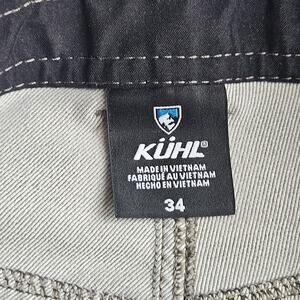 KÜHL®
MADE IN VIETNAM
FABRIQUÉ AU VIETNAM
HECHO EN VIETNAM
34